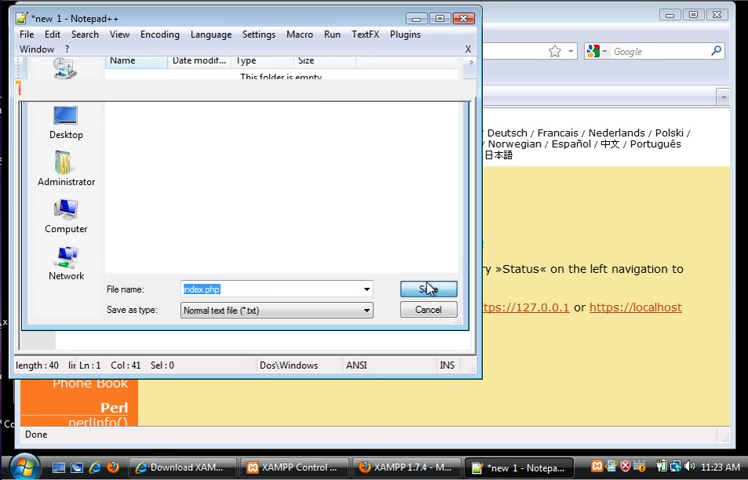 *new 1 - Notepad++
File Edit Search View Encoding Language Settings Macro Run TextFX Plugins
Window ? X
Name Date modif... Type Size
This folder is empty.
Desktop
Administrator
Computer
Network
File name: index.php Save
Save as type: Normal text file (*.txt) Cancel
length: 40 Ln: 1 Col: 41 Sel: 0 Dos\Windows ANSI INS
Google
/ Deutsch / Francais / Nederlands / Polski /
Norwegian / Español / 中文 / Português
日本語
ry »Status« on the left navigation to
tps://127.0.0.1 or https://localhost
Phone Book
Perl
perlinfo()
Done
Download XAM... XAMPP Control ... XAMPP 1.7.4 - M... *new 1 - Notepa... 11:23 AM